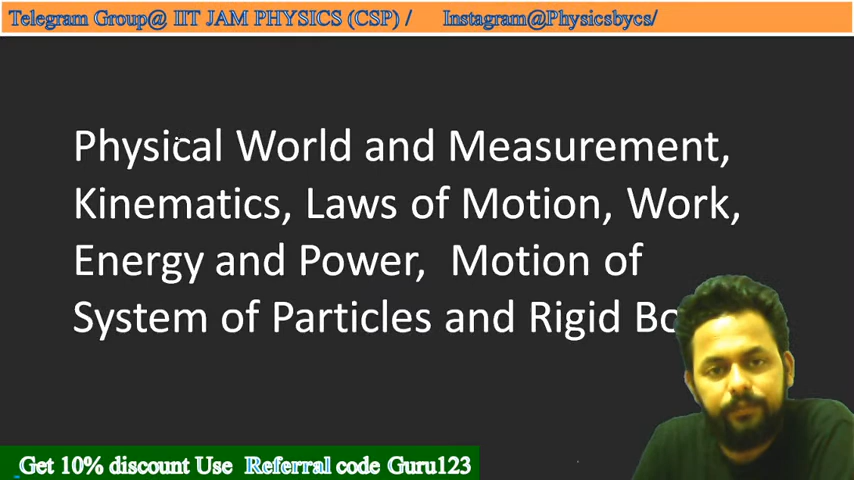 Telegram Group@ IIT JAM PHYSICS (CSP) / Instagram@Physicsbycs/
Physical World and Measurement,
Kinematics, Laws of Motion, Work,
Energy and Power, Motion of
System of Particles and Rigid
Get 10% discount Use Referral code Guru123